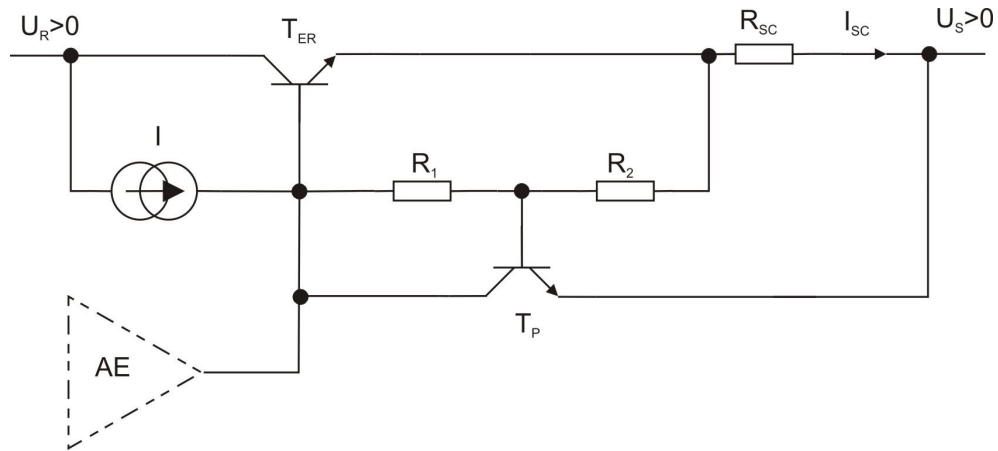 U_R>0
T_ER
R_SC
I_SC
U_S>0
I
R_1
R_2
T_P
AE